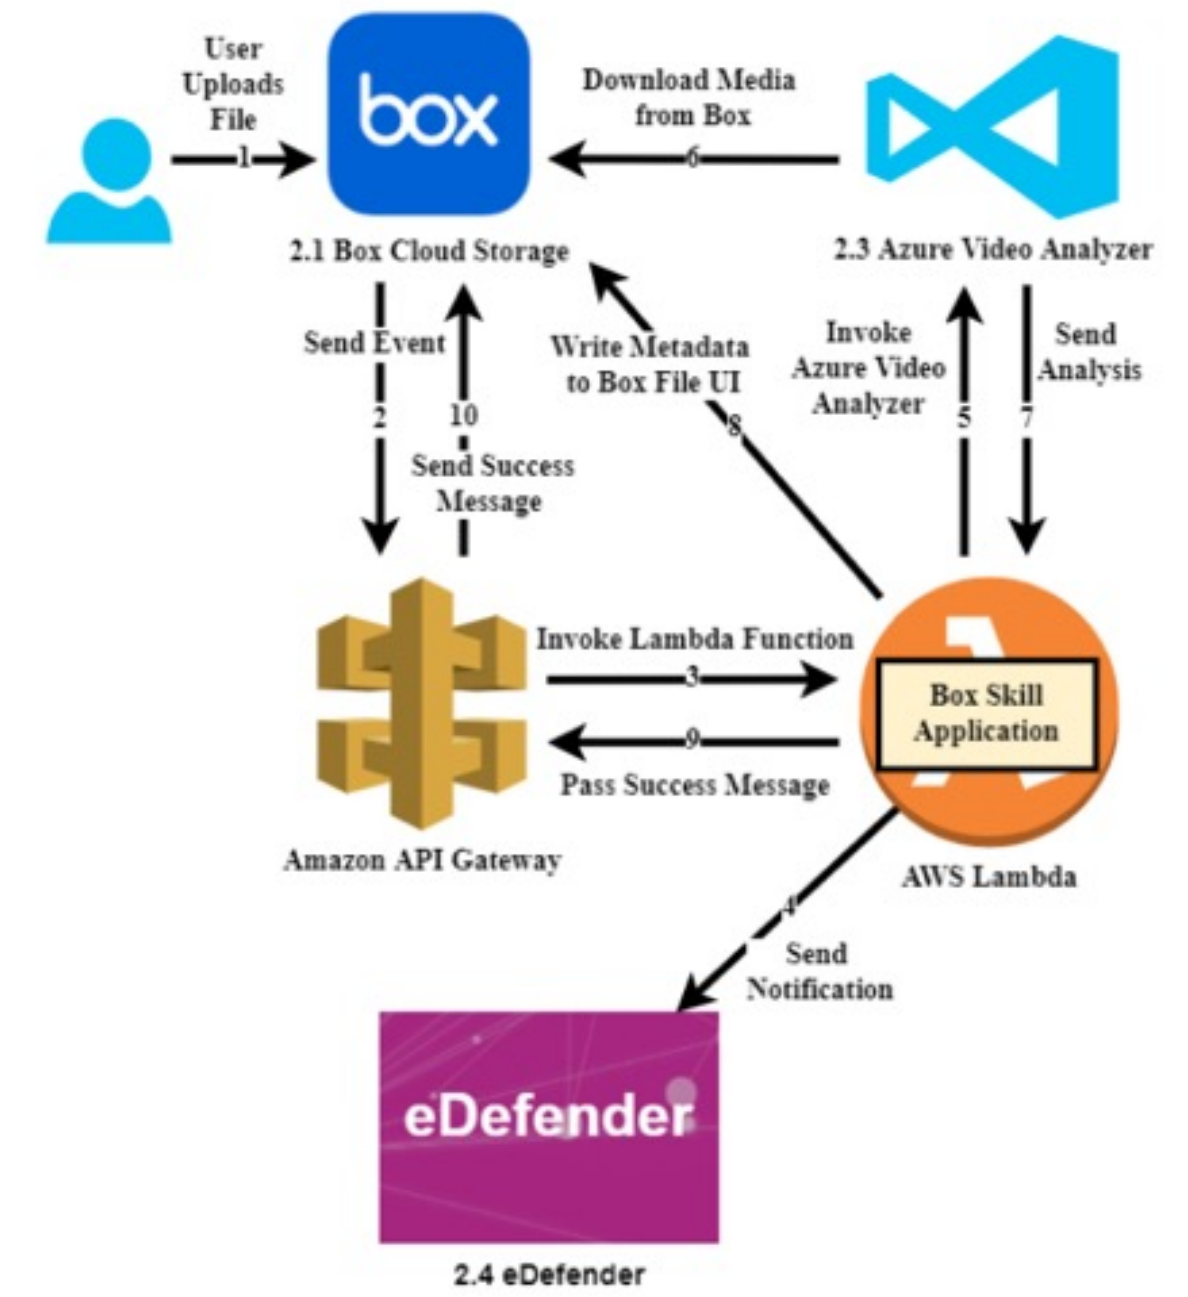 User
Uploads
File
1
box
Download Media
from Box
6
2.1 Box Cloud Storage
2.3 Azure Video Analyzer
Send Event
2
10
Send Success
Message
Write Metadata
to Box File UI
8
Invoke
Azure Video
Analyzer
5
Send
Analysis
7
Invoke Lambda Function
3
9
Pass Success Message
Box Skill
Application
Amazon API Gateway
AWS Lambda
4
Send
Notification
eDefender
2.4 eDefender